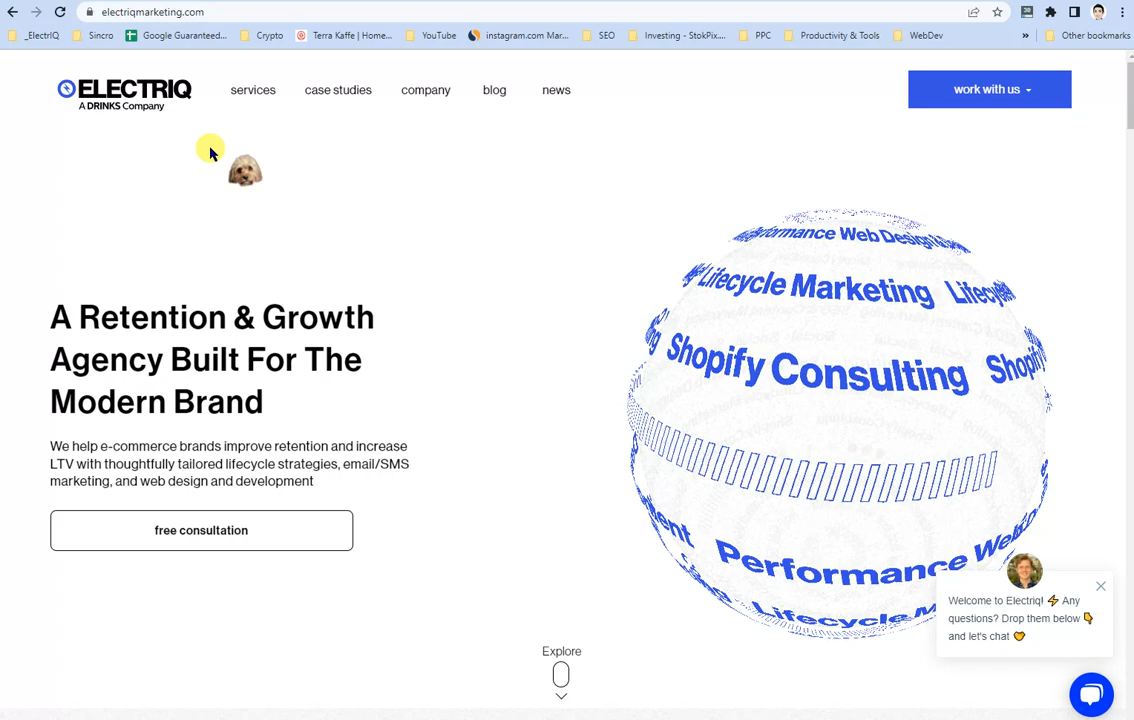 electriqmarketing.com
_ElectrIQ
Sincro
Google Guaranteed...
Crypto
Terra Kaffe | Home...
YouTube
instagram.com Mar...
SEO
Investing - StokPix....
PPC
Productivity & Tools
WebDev
»
Other bookmarks
ELECTRIQ
A DRINKS Company
services
case studies
company
blog
news
work with us
A Retention & Growth
Agency Built For The
Modern Brand
We help e-commerce brands improve retention and increase
LTV with thoughtfully tailored lifecycle strategies, email/SMS
marketing, and web design and development
free consultation
Performance Web Design
Lifecycle Marketing Lifecycle
Shopify Consulting Shopify
Performance Web
Lifecycle M
Welcome to Electriq! ⚡ Any
questions? Drop them below 👇
and let's chat 🧡
Explore